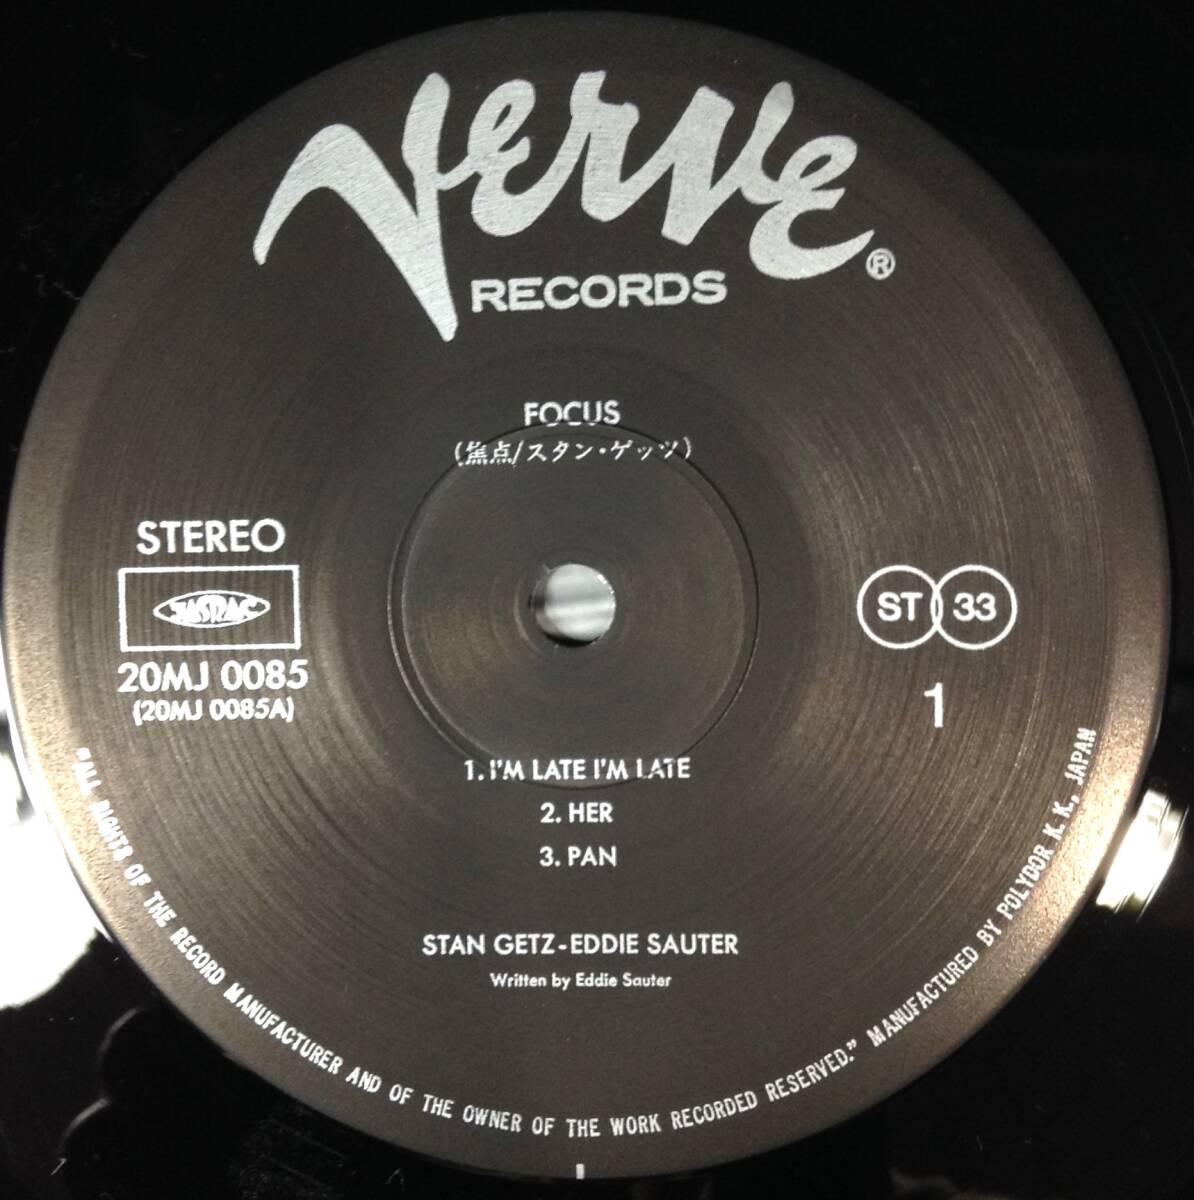 Verve®
RECORDS
FOCUS
(焦点/スタン・ゲッツ)
STEREO
JASRAC
20MJ 0085
(20MJ 0085A)
ST 33
1
1. I'M LATE I'M LATE
2. HER
3. PAN
STAN GETZ-EDDIE SAUTER
Written by Eddie Sauter
"ALL RIGHTS OF THE RECORD MANUFACTURER AND OF THE OWNER OF THE WORK RECORDED RESERVED." MANUFACTURED BY POLYDOR K.K., JAPAN